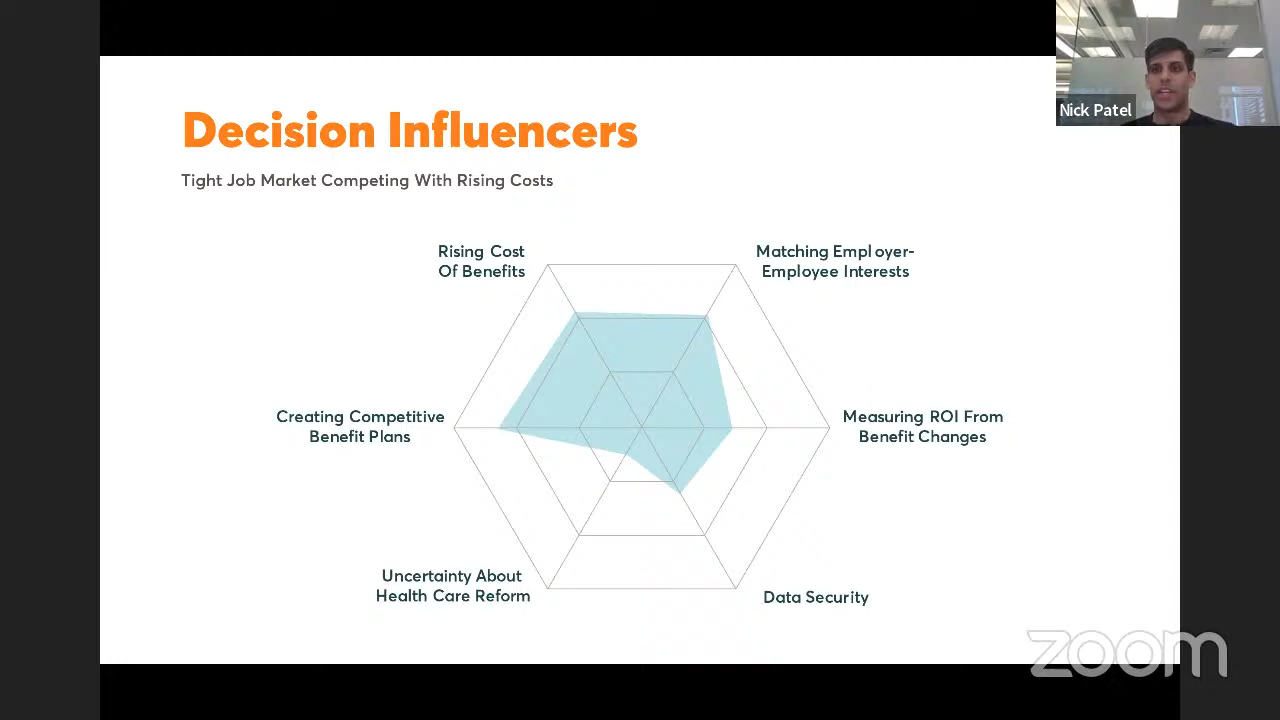 Nick Patel
Decision Influencers
Tight Job Market Competing With Rising Costs
Rising Cost
Of Benefits
Matching Employer-
Employee Interests
Creating Competitive
Benefit Plans
Measuring ROI From
Benefit Changes
Uncertainty About
Health Care Reform
Data Security
zoom